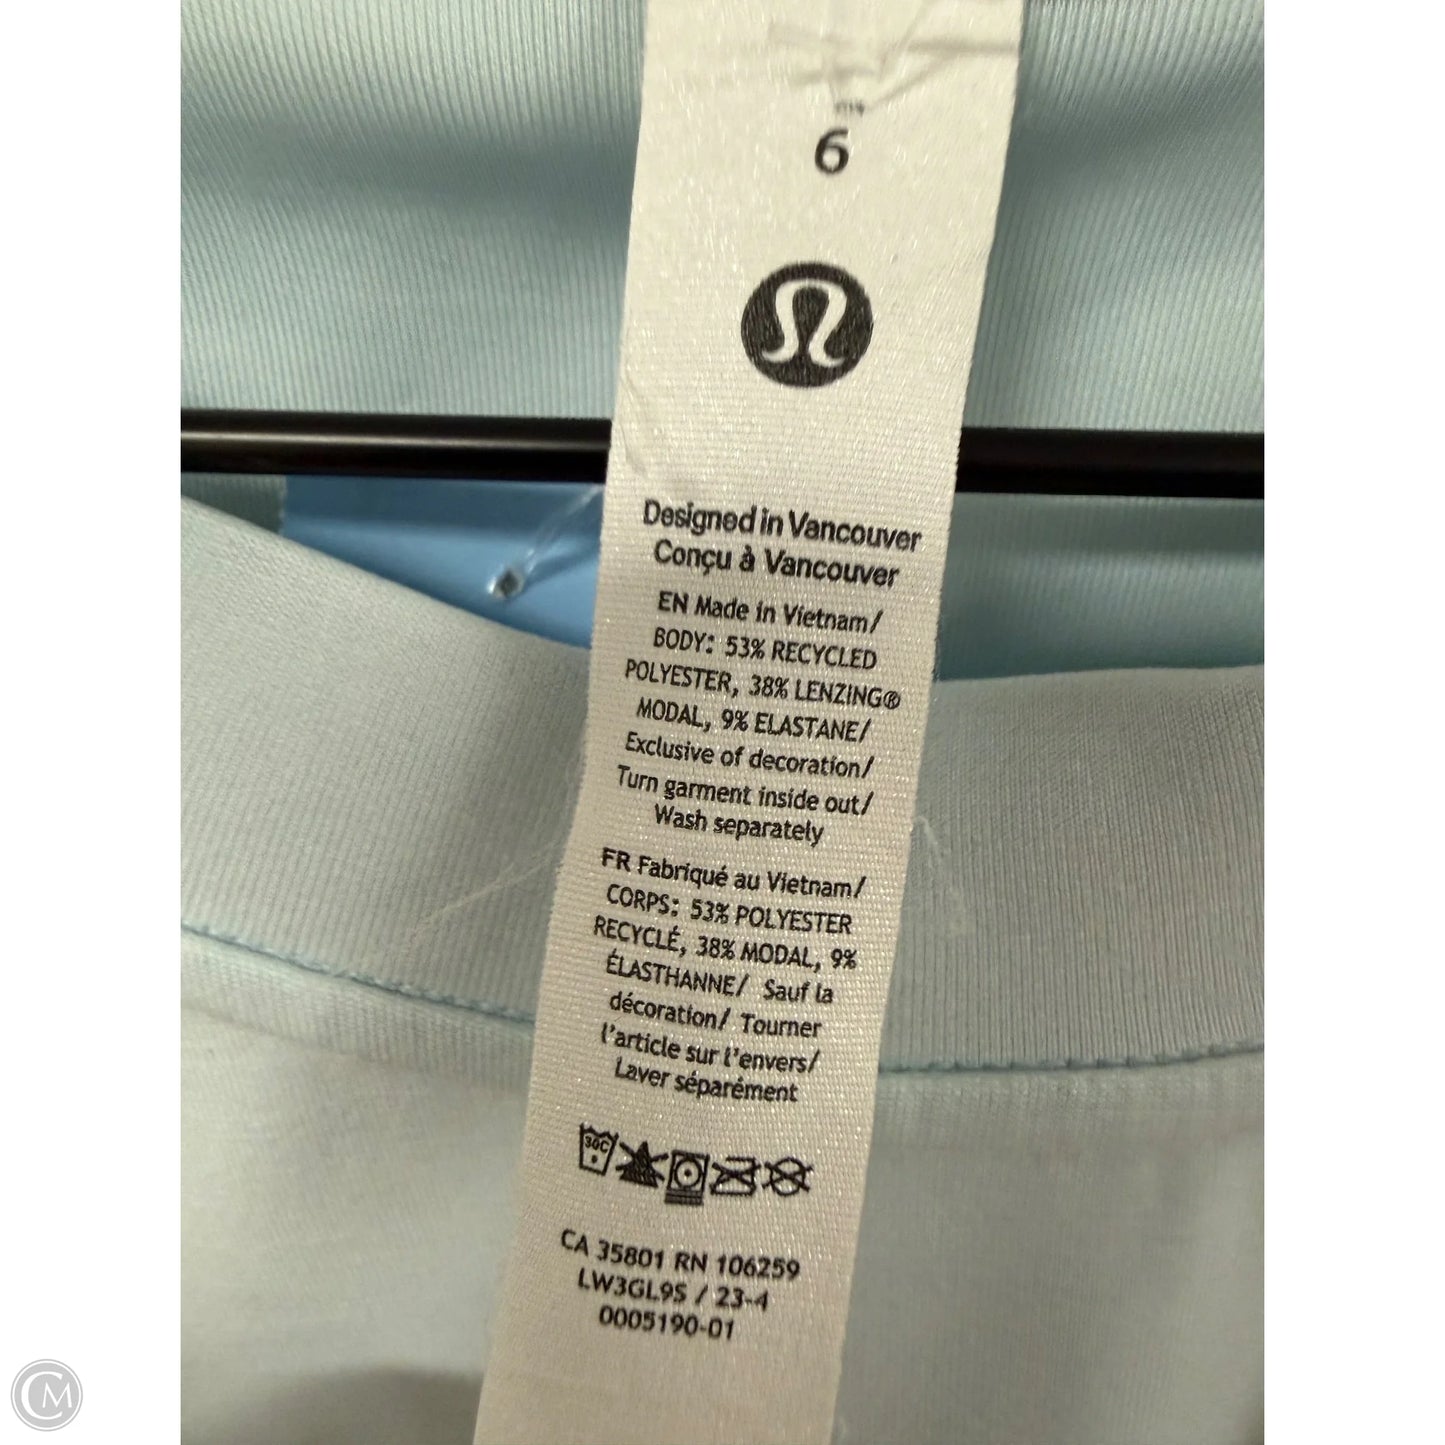 6
Designed in Vancouver
Conçu à Vancouver
EN Made in Vietnam/
BODY: 53% RECYCLED
POLYESTER, 38% LENZING®
MODAL, 9% ELASTANE/
Exclusive of decoration/
Turn garment inside out/
Wash separately
FR Fabriqué au Vietnam/
CORPS: 53% POLYESTER
RECYCLÉ, 38% MODAL, 9%
ÉLASTHANNE/ Sauf la
décoration/ Tourner
l'article sur l'envers/
Laver séparément
30C
CA 35801 RN 106259
LW3GL9S / 23-4
0005190-01
CM